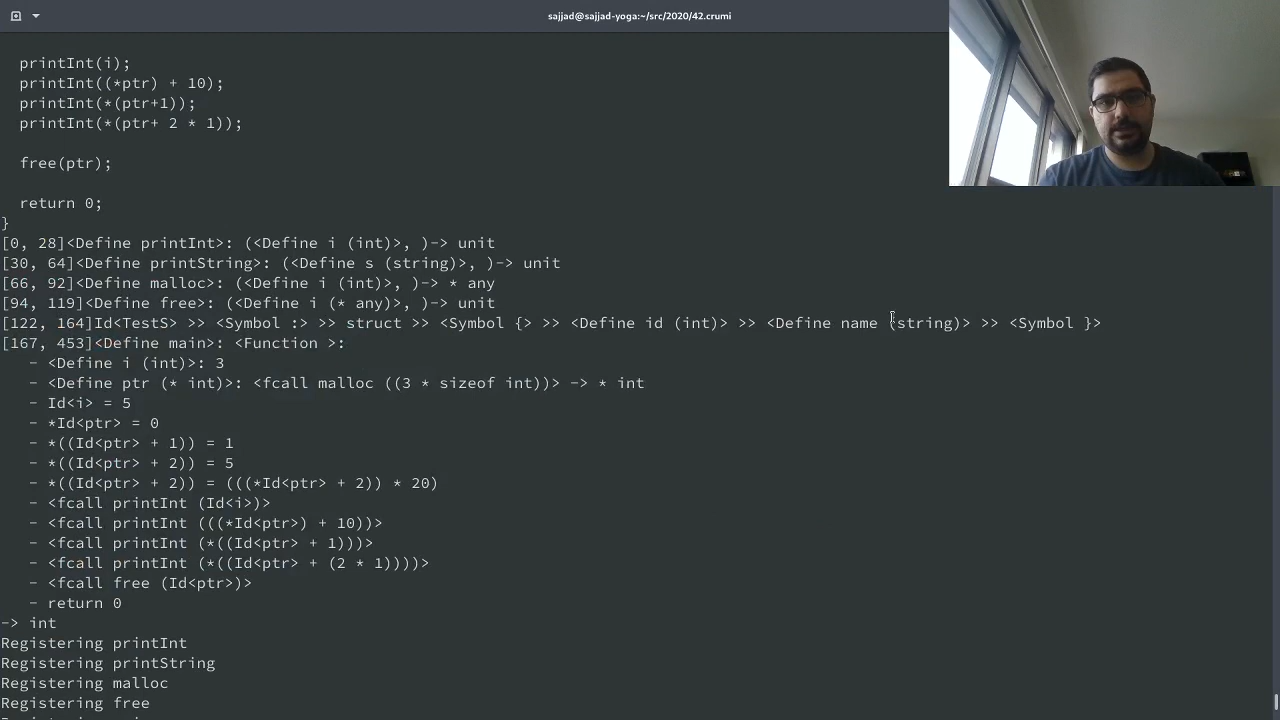 sajjad@sajjad-yoga:~/src/2020/42.crumi
printInt(i);
printInt((*ptr) + 10);
printInt(*(ptr+1));
printInt(*(ptr+ 2 * 1));
free(ptr);
return 0;
}
[0, 28]<Define printInt>: (<Define i (int)>, )-> unit
[30, 64]<Define printString>: (<Define s (string)>, )-> unit
[66, 92]<Define malloc>: (<Define i (int)>, )-> * any
[94, 119]<Define free>: (<Define i (* any)>, )-> unit
[122, 164]Id<TestS> >> <Symbol :> >> struct >> <Symbol {> >> <Define id (int)> >> <Define name (string)> >> <Symbol }>
[167, 453]<Define main>: <Function >:
- <Define i (int)>: 3
- <Define ptr (* int)>: <fcall malloc ((3 * sizeof int))> -> * int
- Id<i> = 5
- *Id<ptr> = 0
- *((Id<ptr> + 1)) = 1
- *((Id<ptr> + 2)) = 5
- *((Id<ptr> + 2)) = (((*Id<ptr> + 2)) * 20)
- <fcall printInt (Id<i>)>
- <fcall printInt (((*Id<ptr>) + 10))>
- <fcall printInt (*((Id<ptr> + 1)))>
- <fcall printInt (*((Id<ptr> + (2 * 1))))>
- <fcall free (Id<ptr>)>
- return 0
-> int
Registering printInt
Registering printString
Registering malloc
Registering free